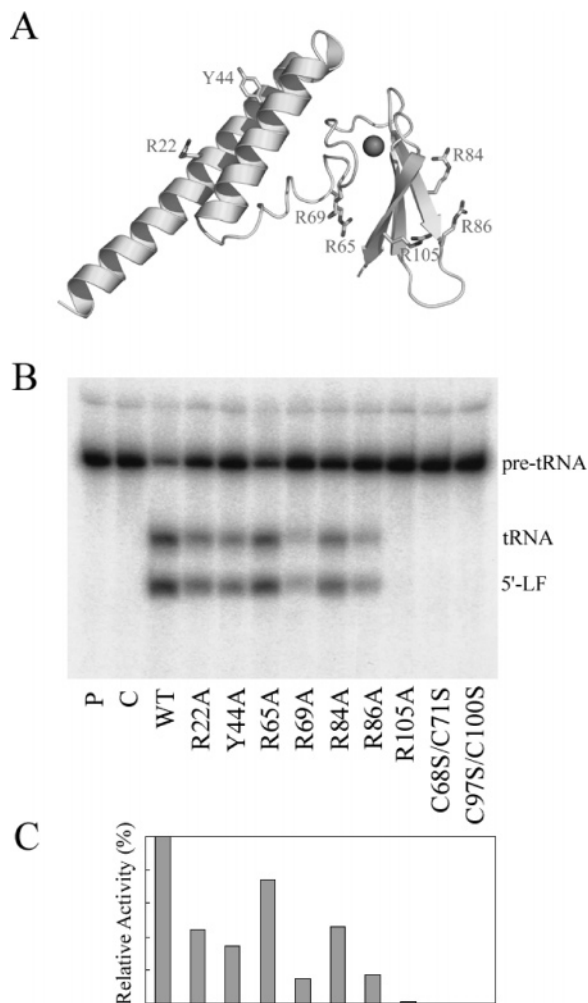 A
Y44
R22
R84
R69
R86
R65
R105
B
pre-tRNA
tRNA
5'-LF
P
C
WT
R22A
Y44A
R65A
R69A
R84A
R86A
R105A
C68S/C71S
C97S/C100S
C
Relative Activity (%)